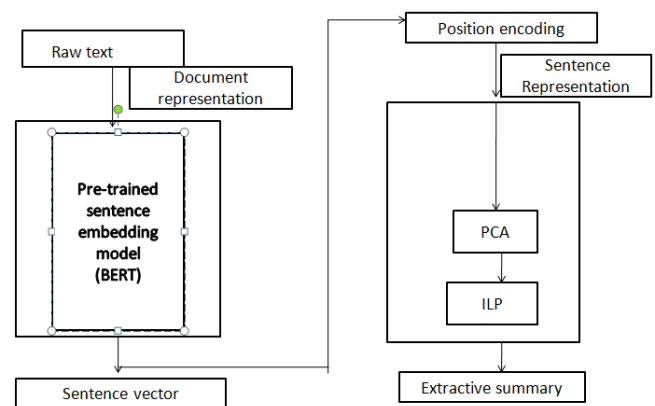 Raw text
Document
representation
Pre-trained
sentence
embedding
model
(BERT)
Sentence vector
Position encoding
Sentence
Representation
PCA
ILP
Extractive summary